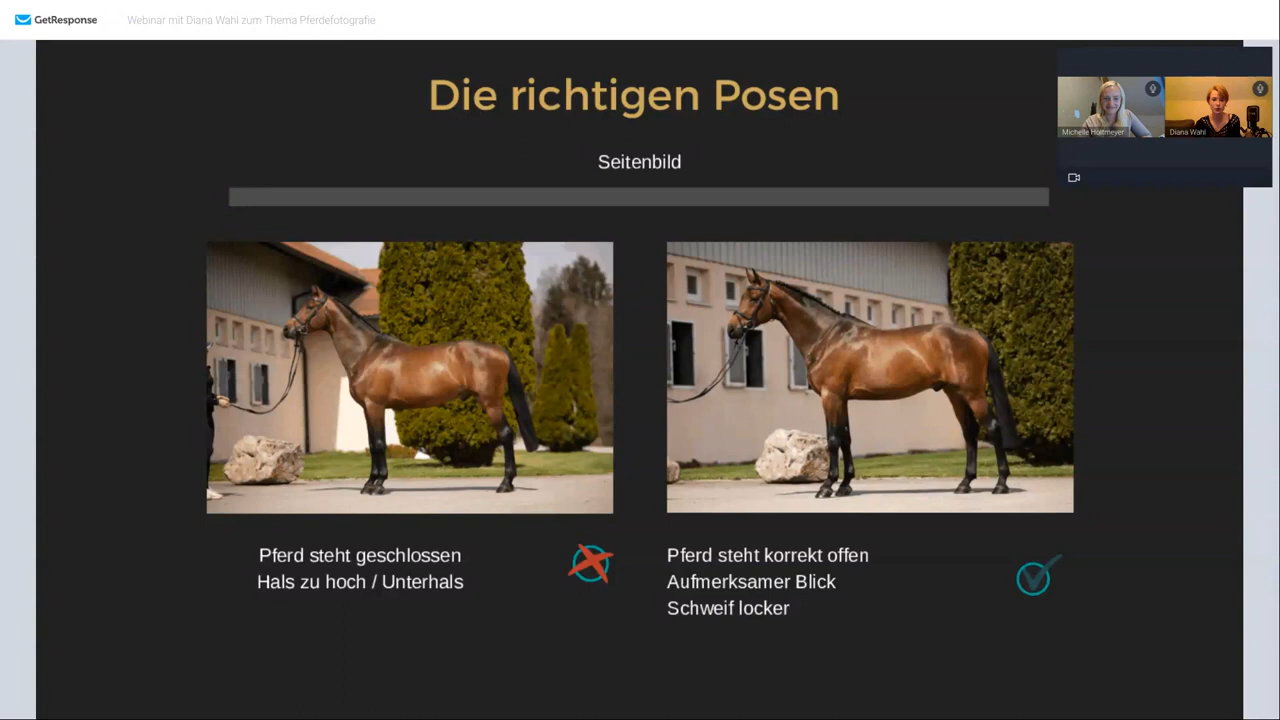 GetResponse
Webinar mit Diana Wahl zum Thema Pferdefotografie
Die richtigen Posen
Seitenbild
Michelle Holtmeyer
Diana Wahl
Pferd steht geschlossen
Hals zu hoch / Unterhals
Pferd steht korrekt offen
Aufmerksamer Blick
Schweif locker